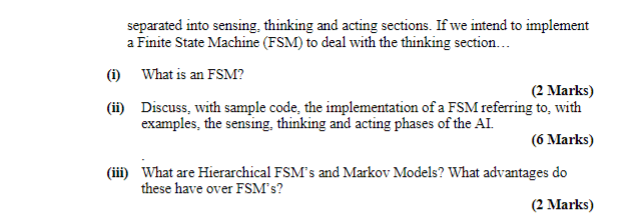 separated into sensing, thinking and acting sections. If we intend to implement
a Finite State Machine (FSM) to deal with the thinking section…
(i) What is an FSM?
(2 Marks)
(ii) Discuss, with sample code, the implementation of a FSM referring to, with
examples, the sensing, thinking and acting phases of the AI.
(6 Marks)
(iii) What are Hierarchical FSM's and Markov Models? What advantages do
these have over FSM's?
(2 Marks)